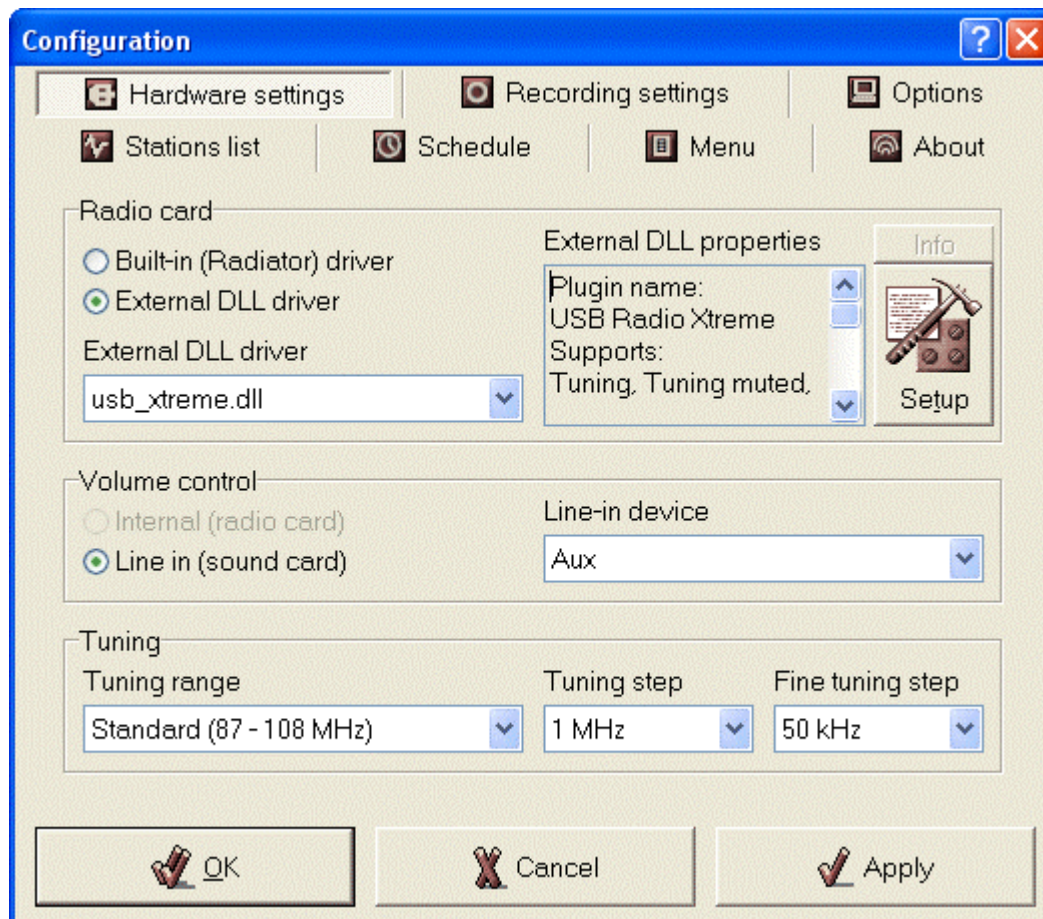 Configuration
Hardware settings
Recording settings
Options
Stations list
Schedule
Menu
About
Radio card
Built-in (Radiator) driver
External DLL driver
External DLL driver
usb_xtreme.dll
External DLL properties
Plugin name:
USB Radio Xtreme
Supports:
Tuning, Tuning muted,
Info
Setup
Volume control
Internal (radio card)
Line in (sound card)
Line-in device
Aux
Tuning
Tuning range
Standard (87 - 108 MHz)
Tuning step
1 MHz
Fine tuning step
50 kHz
OK
Cancel
Apply